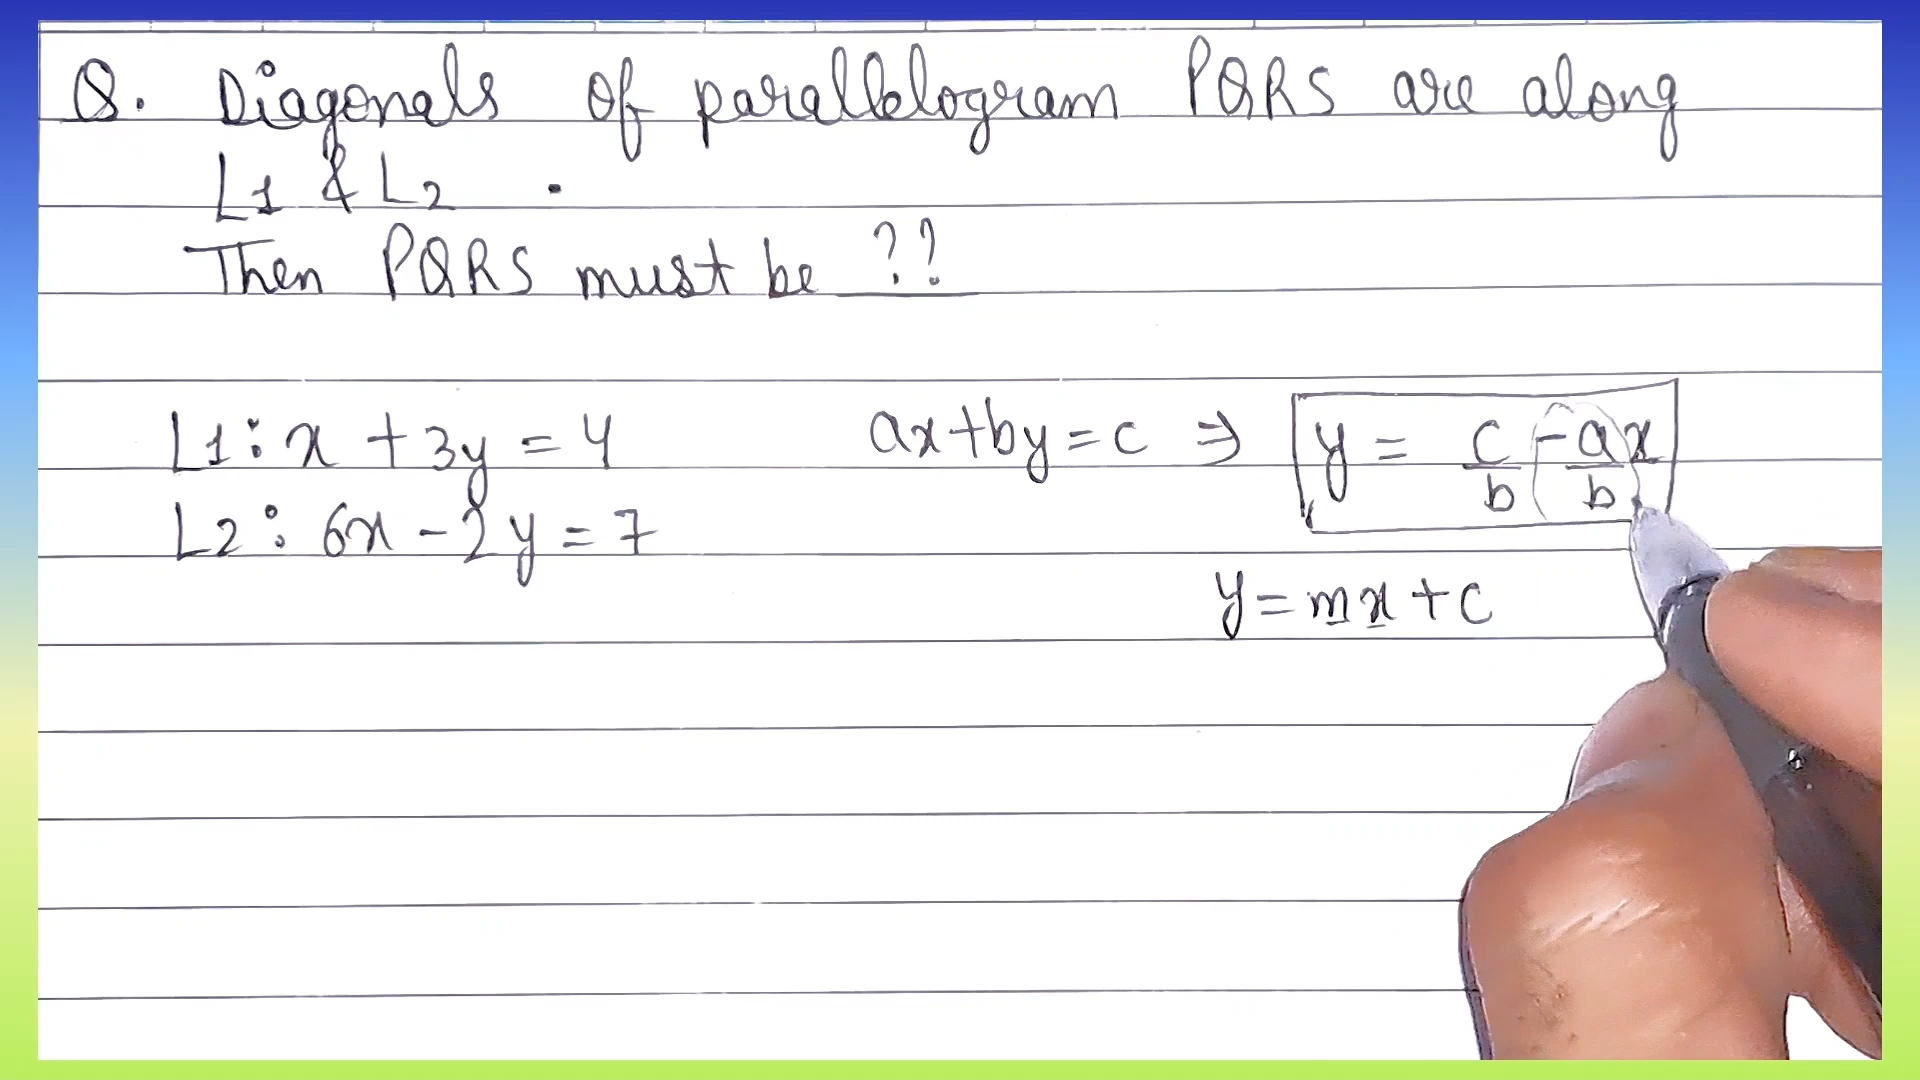 Q. Diagonals of parallelogram PQRS are along
L1 & L2 .
Then PQRS must be ??
L1: x + 3y = 4
L2: 6x - 2y = 7
ax+by=c ⇒ y = c/b - a/b x
y = mx + c